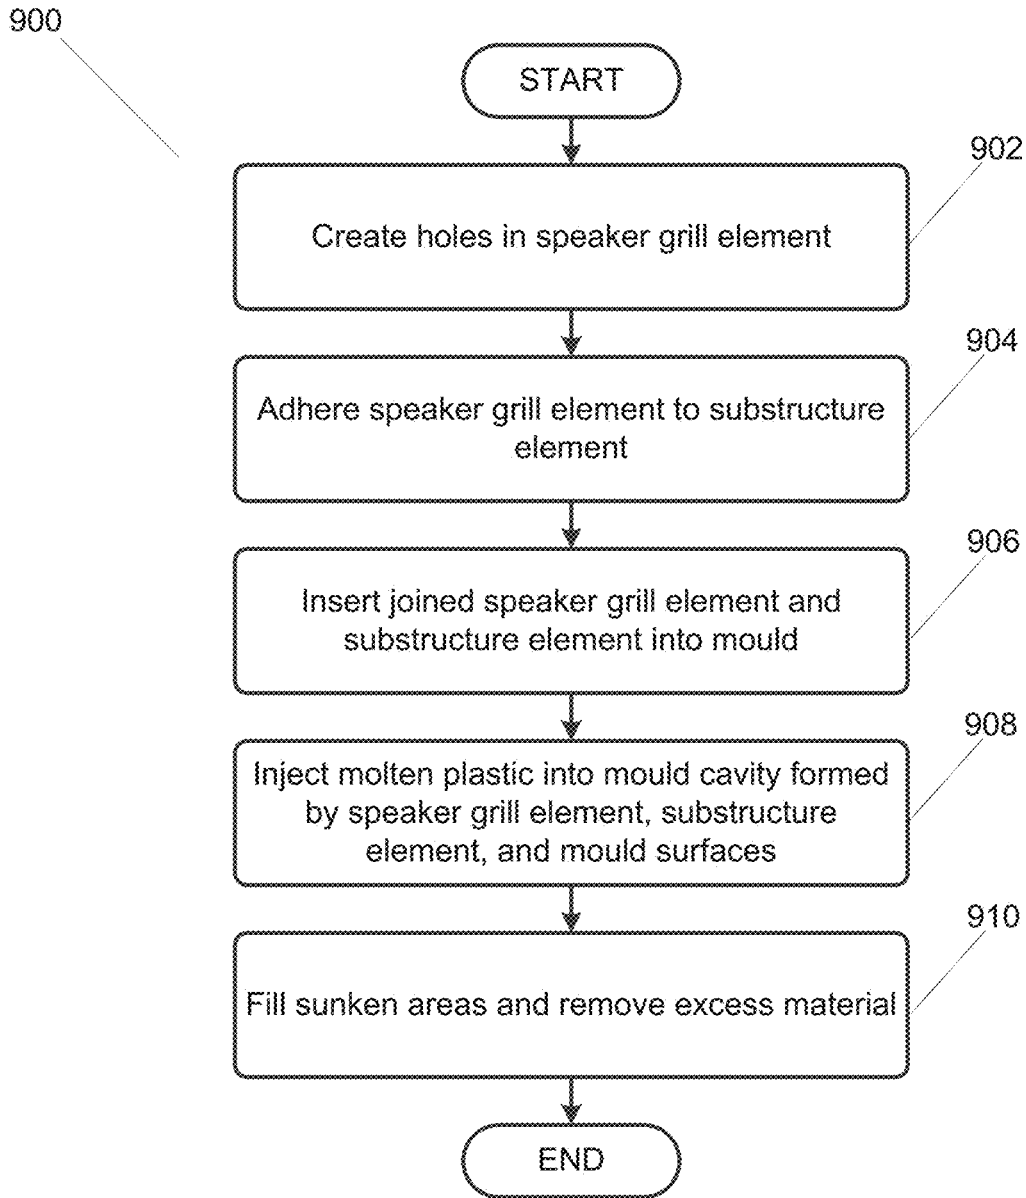 900
START
902
Create holes in speaker grill element
904
Adhere speaker grill element to substructure
element
906
Insert joined speaker grill element and
substructure element into mould
908
Inject molten plastic into mould cavity formed
by speaker grill element, substructure
element, and mould surfaces
910
Fill sunken areas and remove excess material
END